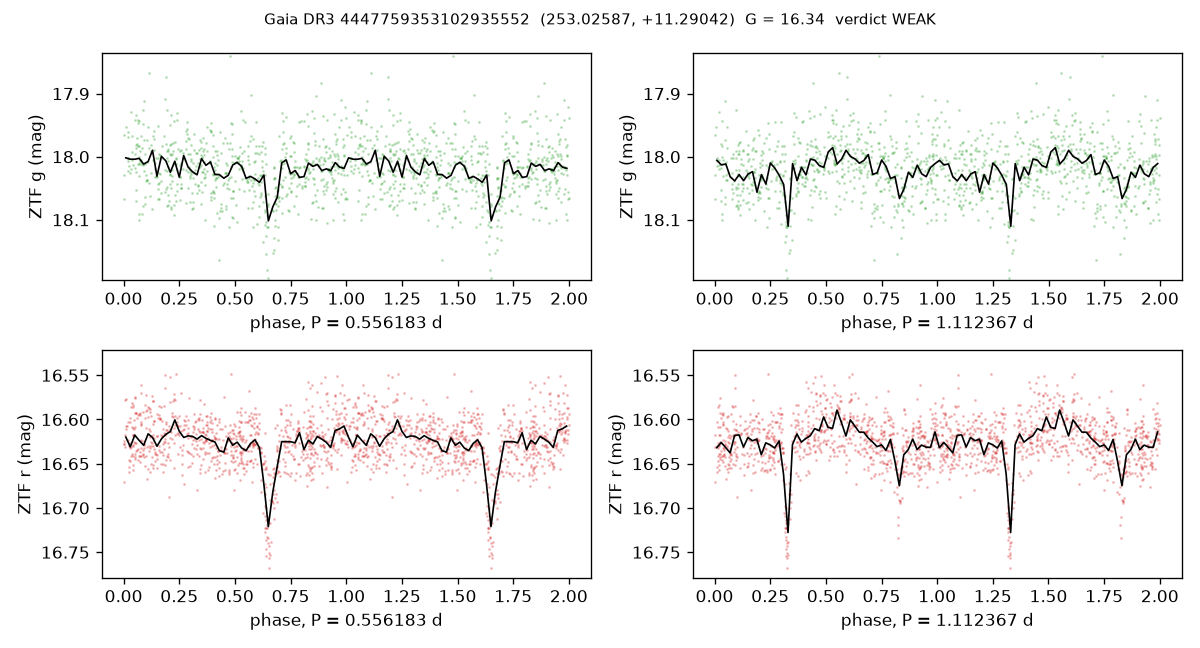 Gaia DR3 4447759353102935552 (253.02587, +11.29042) G = 16.34 verdict WEAK
ZTF g (mag)
17.9
18.0
18.1
0.00 0.25 0.50 0.75 1.00 1.25 1.50 1.75 2.00
phase, P = 0.556183 d
ZTF g (mag)
17.9
18.0
18.1
0.00 0.25 0.50 0.75 1.00 1.25 1.50 1.75 2.00
phase, P = 1.112367 d
ZTF r (mag)
16.55
16.60
16.65
16.70
16.75
0.00 0.25 0.50 0.75 1.00 1.25 1.50 1.75 2.00
phase, P = 0.556183 d
ZTF r (mag)
16.55
16.60
16.65
16.70
16.75
0.00 0.25 0.50 0.75 1.00 1.25 1.50 1.75 2.00
phase, P = 1.112367 d